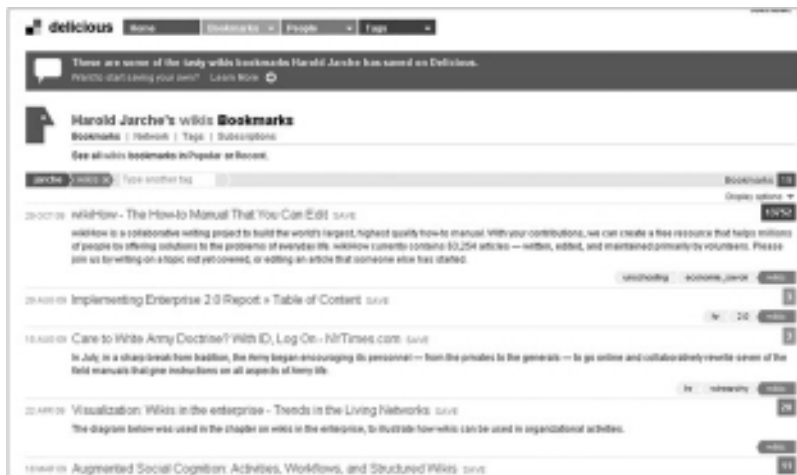 delicious Home Bookmarks People Tags
These are some of the tasty wikis bookmarks Harold Jarche has saved on Delicious.
Want to start saving your own? Learn More
Harold Jarche's wikis Bookmarks
Bookmarks | Network | Tags | Subscriptions
See all wikis bookmarks in Popular or Recent.
jarche wikis Type another tag Bookmarks
Display options
wikiHow - The How-to Manual That You Can Edit SAVE
wikiHow is a collaborative writing project to build the world's largest, highest quality how-to manual. With your contributions, we can create a free resource that helps millions
of people by offering solutions to the problems of everyday life. wikiHow currently contains 63,254 articles — written, edited, and maintained primarily by volunteers. Please
join us by writing on a topic not yet covered, or editing an article that someone else has started.
unschooling wikis
Implementing Enterprise 2.0 Report » Table of Content SAVE
3
2.0 wikis
Care to Write Army Doctrine? With ID, Log On - NYTimes.com SAVE
In July, in a sharp break from tradition, the Army began encouraging its personnel — from the privates to the generals — to go online and collaboratively rewrite seven of the
field manuals that give instructions on all aspects of Army life.
wikis
22 APR 09 Visualization: Wikis in the enterprise - Trends in the Living Networks SAVE
The diagram below was used in the chapter on wikis in the enterprise, to illustrate how wikis can be used in organizational activities.
wikis
Augmented Social Cognition: Activities, Workflows, and Structured Wikis SAVE